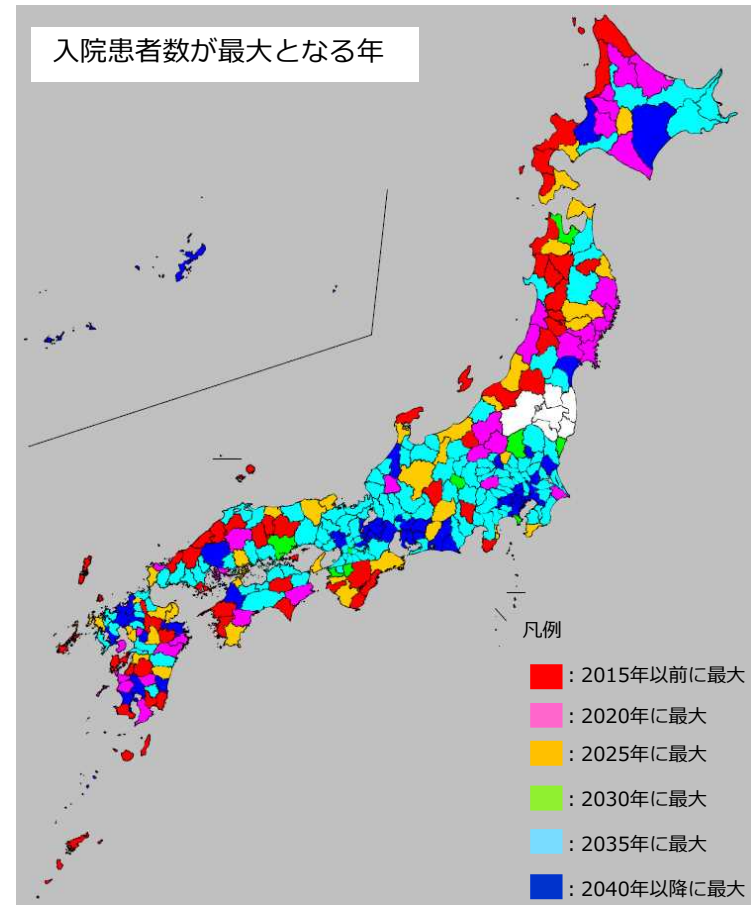 入院患者数が最大となる年
凡例
：2015年以前に最大
：2020年に最大
：2025年に最大
：2030年に最大
：2035年に最大
：2040年以降に最大